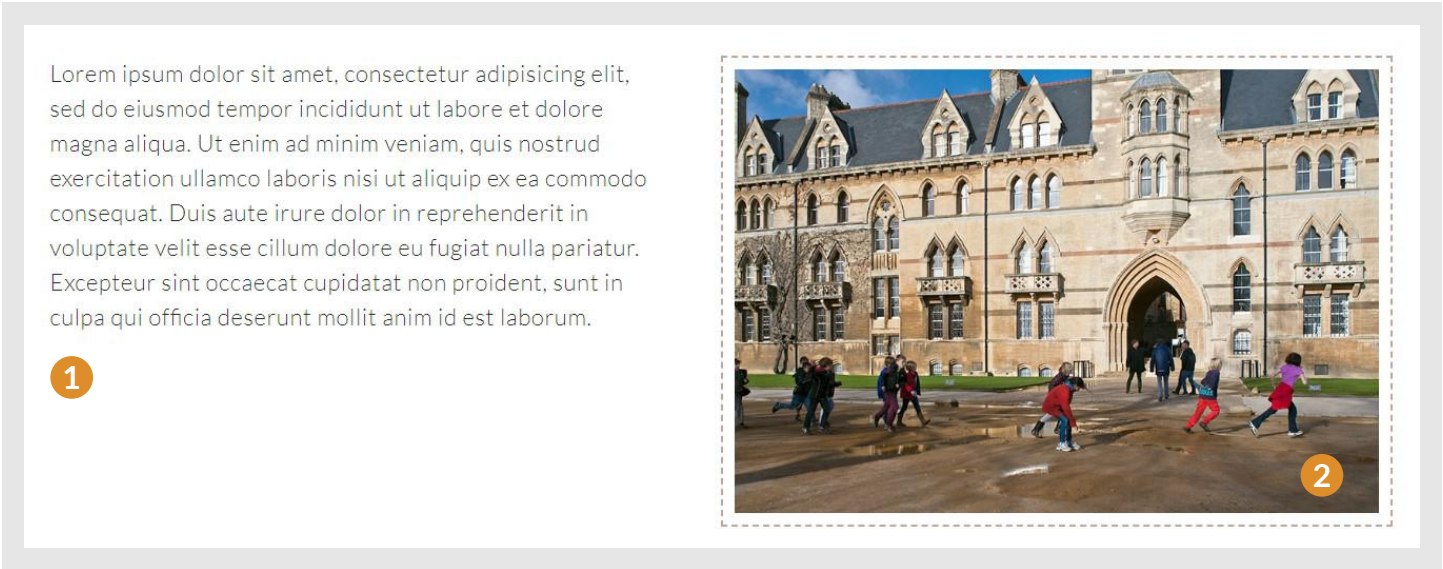 Lorem ipsum dolor sit amet, consectetur adipisicing elit,
sed do eiusmod tempor incididunt ut labore et dolore
magna aliqua. Ut enim ad minim veniam, quis nostrud
exercitation ullamco laboris nisi ut aliquip ex ea commodo
consequat. Duis aute irure dolor in reprehenderit in
voluptate velit esse cillum dolore eu fugiat nulla pariatur.
Excepteur sint occaecat cupidatat non proident, sunt in
culpa qui officia deserunt mollit anim id est laborum.
1
2